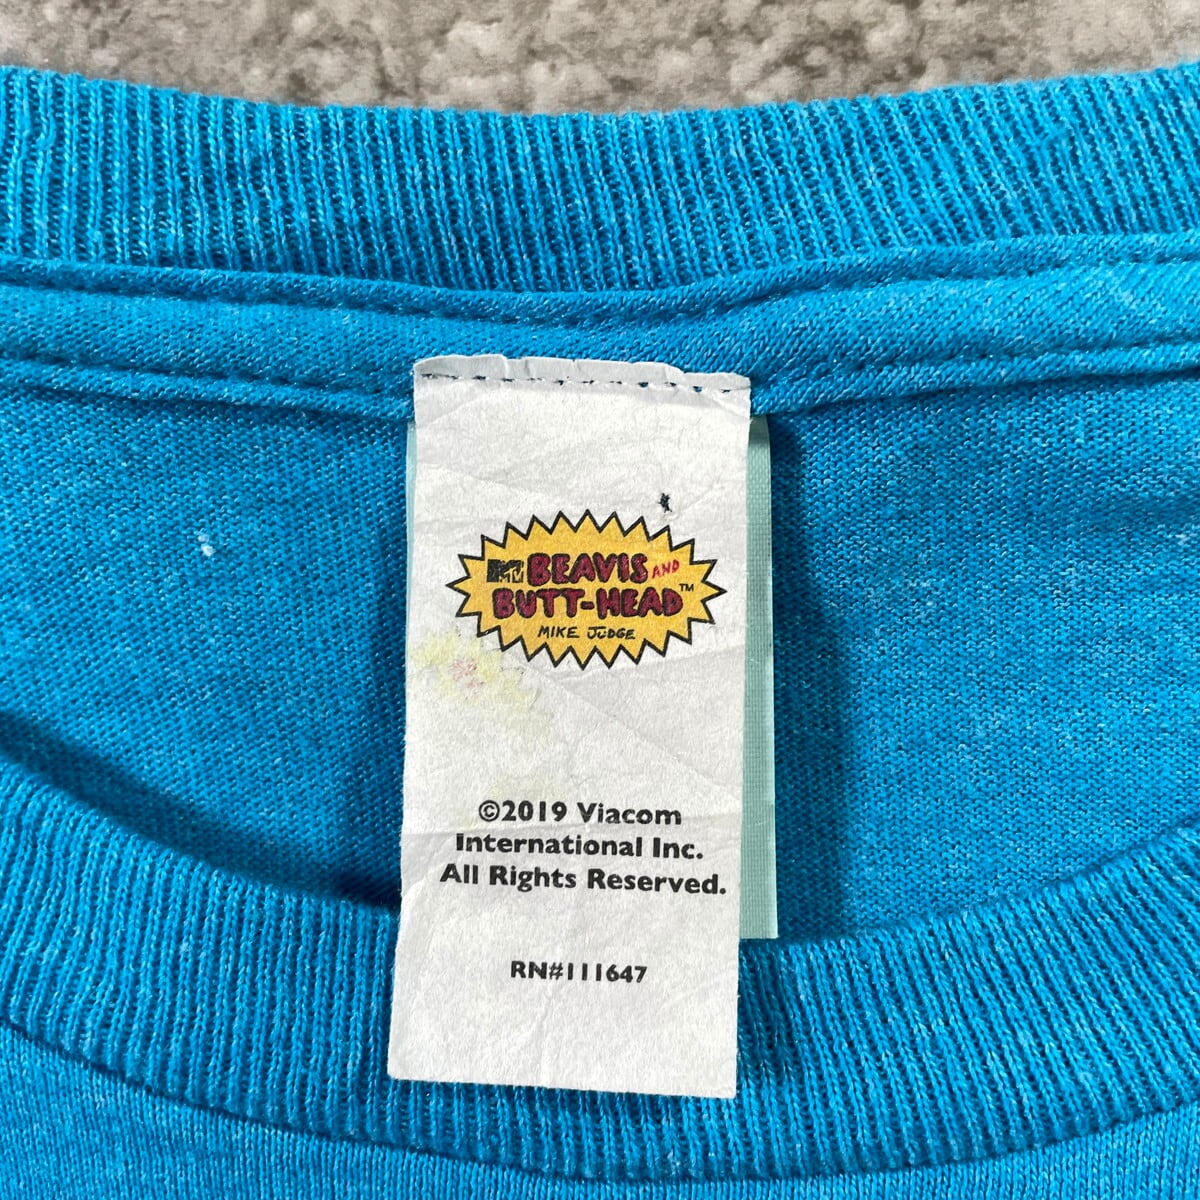 MTV BEAVIS AND
BUTT-HEAD™
MIKE JUDGE
©2019 Viacom
International Inc.
All Rights Reserved.
RN#111647